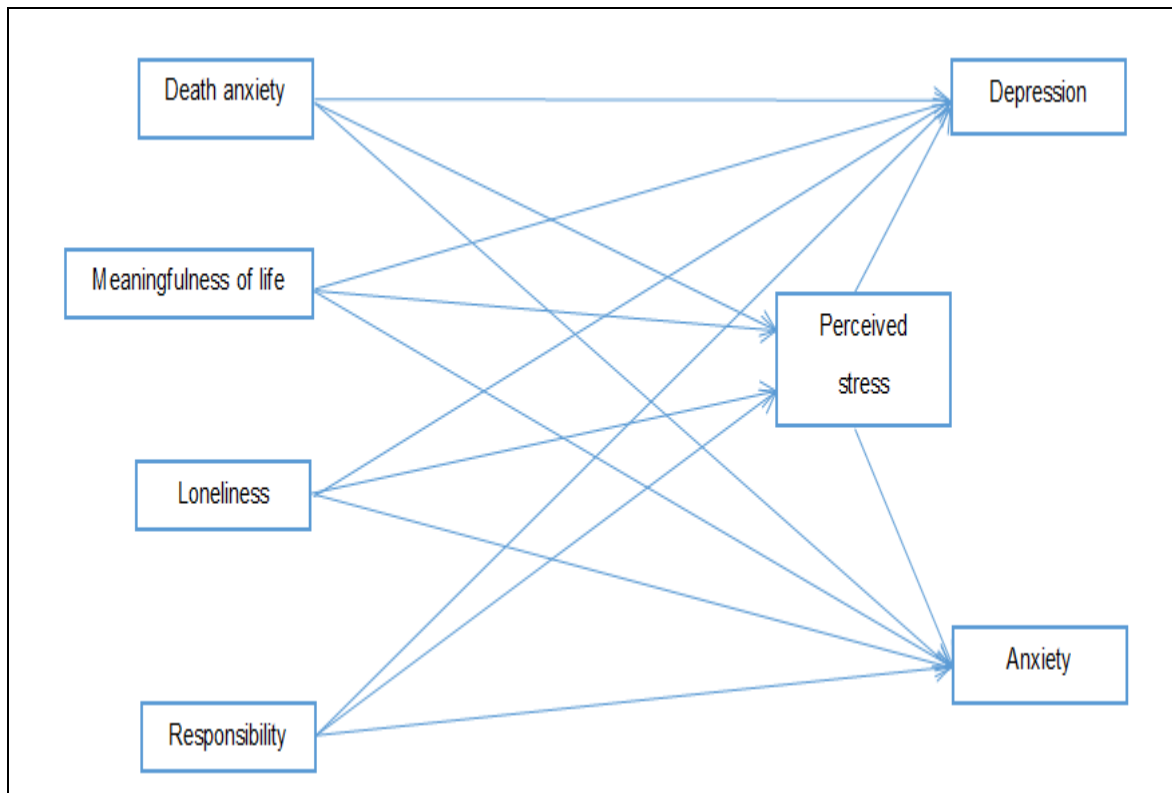 Death anxiety
Depression
Meaningfulness of life
Perceived
stress
Loneliness
Anxiety
Responsibility